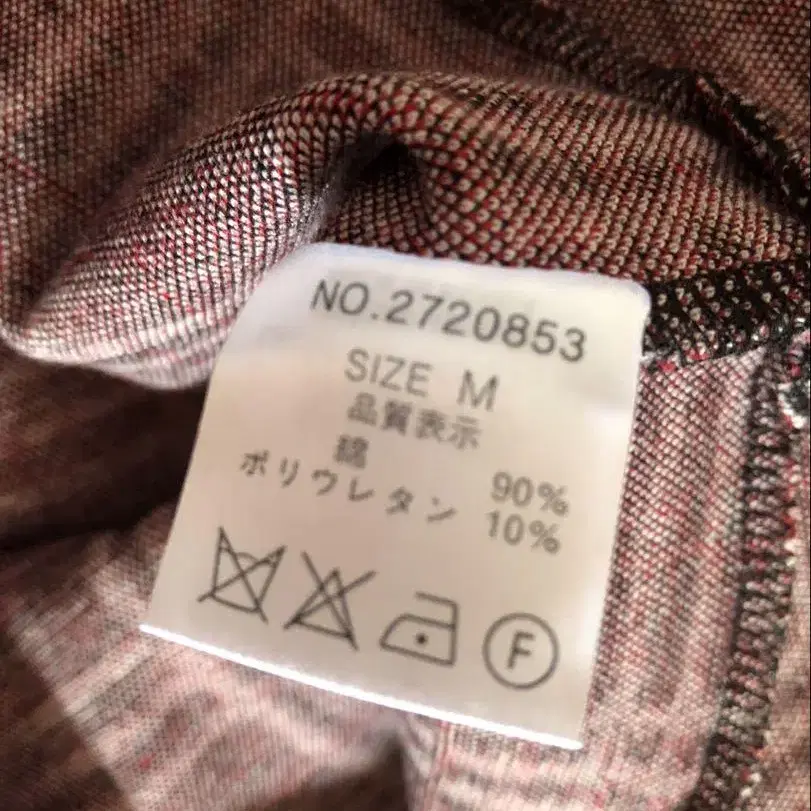 NO.2720853
SIZE M
品質表示
綿 90%
ポリウレタン 10%
F